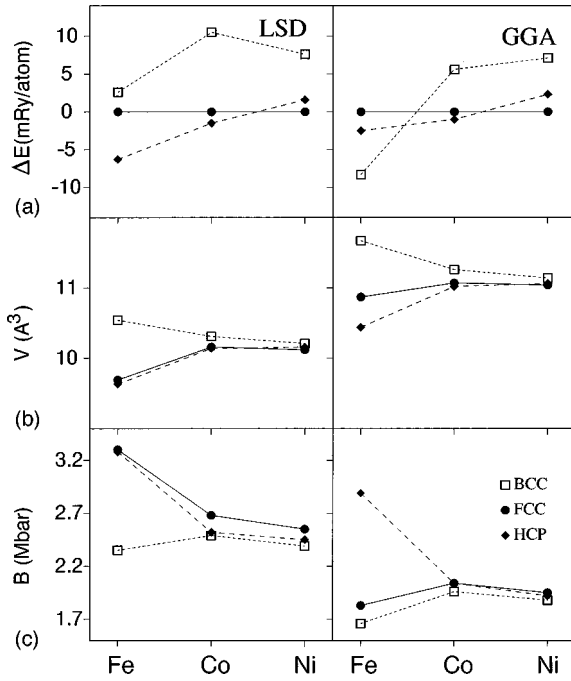 LSD
GGA
10
5
0
-5
-10
ΔE(mRy/atom)
(a)
11
10
V (A³)
(b)
3.2
2.7
2.2
1.7
B (Mbar)
(c)
BCC
FCC
HCP
Fe Co Ni Fe Co Ni